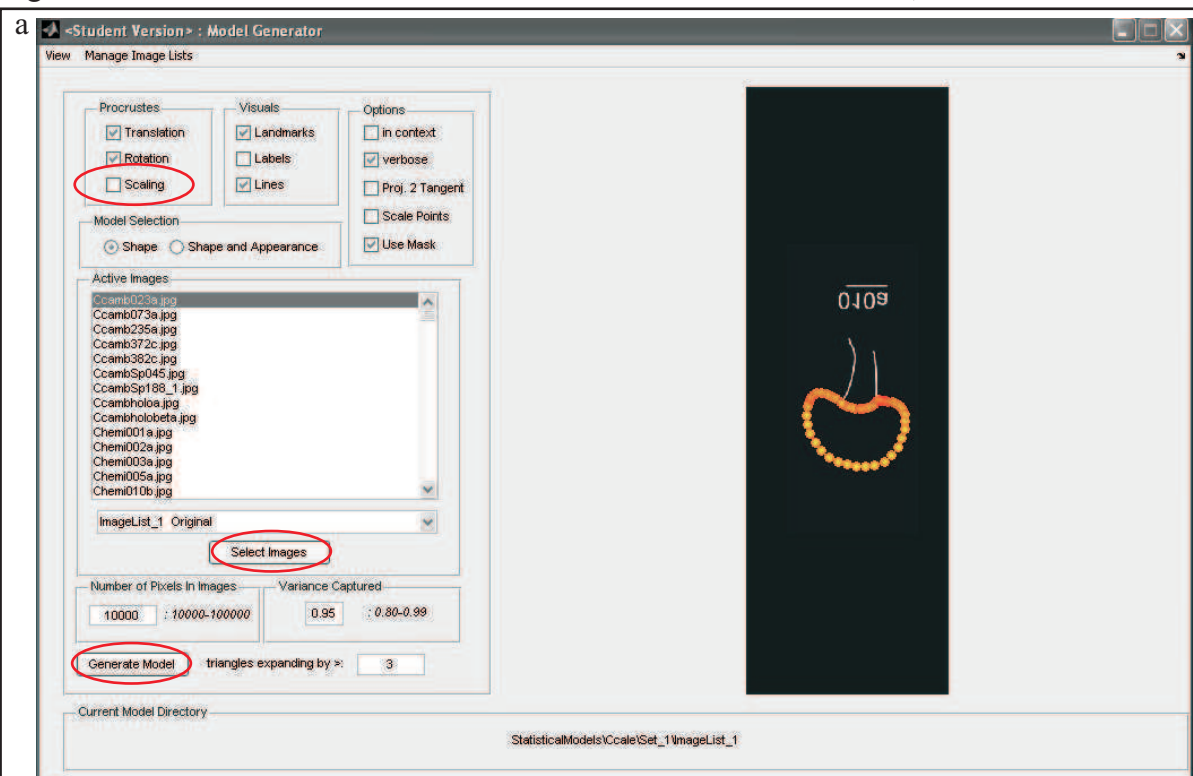 a
<Student Version> : Model Generator
View Manage Image Lists
Procrustes
Translation
Rotation
Scaling
Visuals
Landmarks
Labels
Lines
Options
in context
verbose
Proj. 2 Tangent
Scale Points
Use Mask
Model Selection
Shape Shape and Appearance
Active Images
Ccamb023a.jpg
Ccamb073a.jpg
Ccamb235a.jpg
Ccamb372c.jpg
Ccamb382c.jpg
CcambSp045.jpg
CcambSp188_1.jpg
Ccambholoa.jpg
Ccambholobeta.jpg
Chemi001a.jpg
Chemi002a.jpg
Chemi003a.jpg
Chemi005a.jpg
Chemi010b.jpg
ImageList_1 Original
Select Images
Number of Pixels In Images
10000 : 10000-100000
Variance Captured
0.95 : 0.80-0.99
Generate Model triangles expanding by >: 3
010a
Current Model Directory
StatisticalModels\Ccale\Set_1\ImageList_1